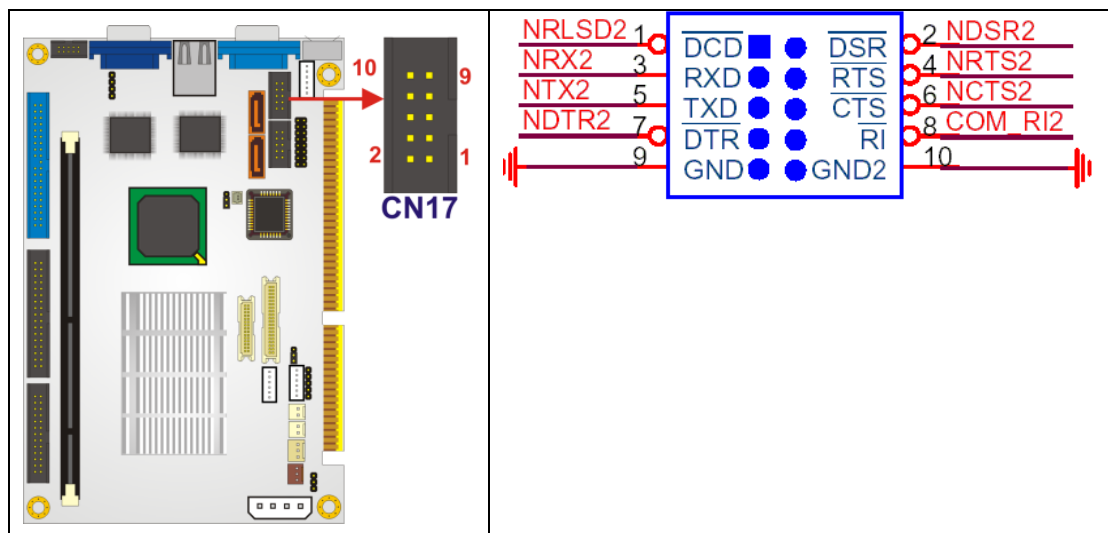 10 9
2 1
CN17
NRLSD2 1 DCD DSR 2 NDSR2
NRX2 3 RXD RTS 4 NRTS2
NTX2 5 TXD CTS 6 NCTS2
NDTR2 7 DTR RI 8 COM_RI2
9 GND GND2 10